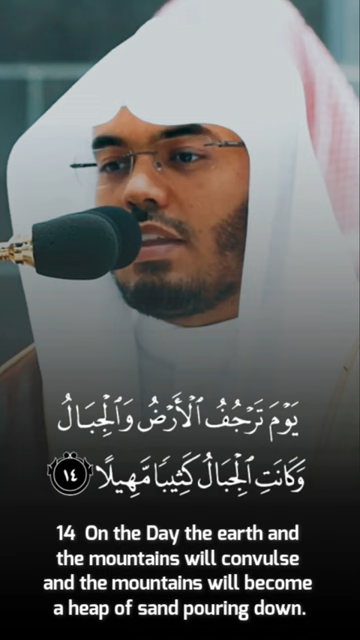 يَوْمَ تَرْجُفُ ٱلْأَرْضُ وَٱلْجِبَالُ
وَكَانَتِ ٱلْجِبَالُ كَثِيبًا مَّهِيلًا ١٤
14 On the Day the earth and
the mountains will convulse
and the mountains will become
a heap of sand pouring down.